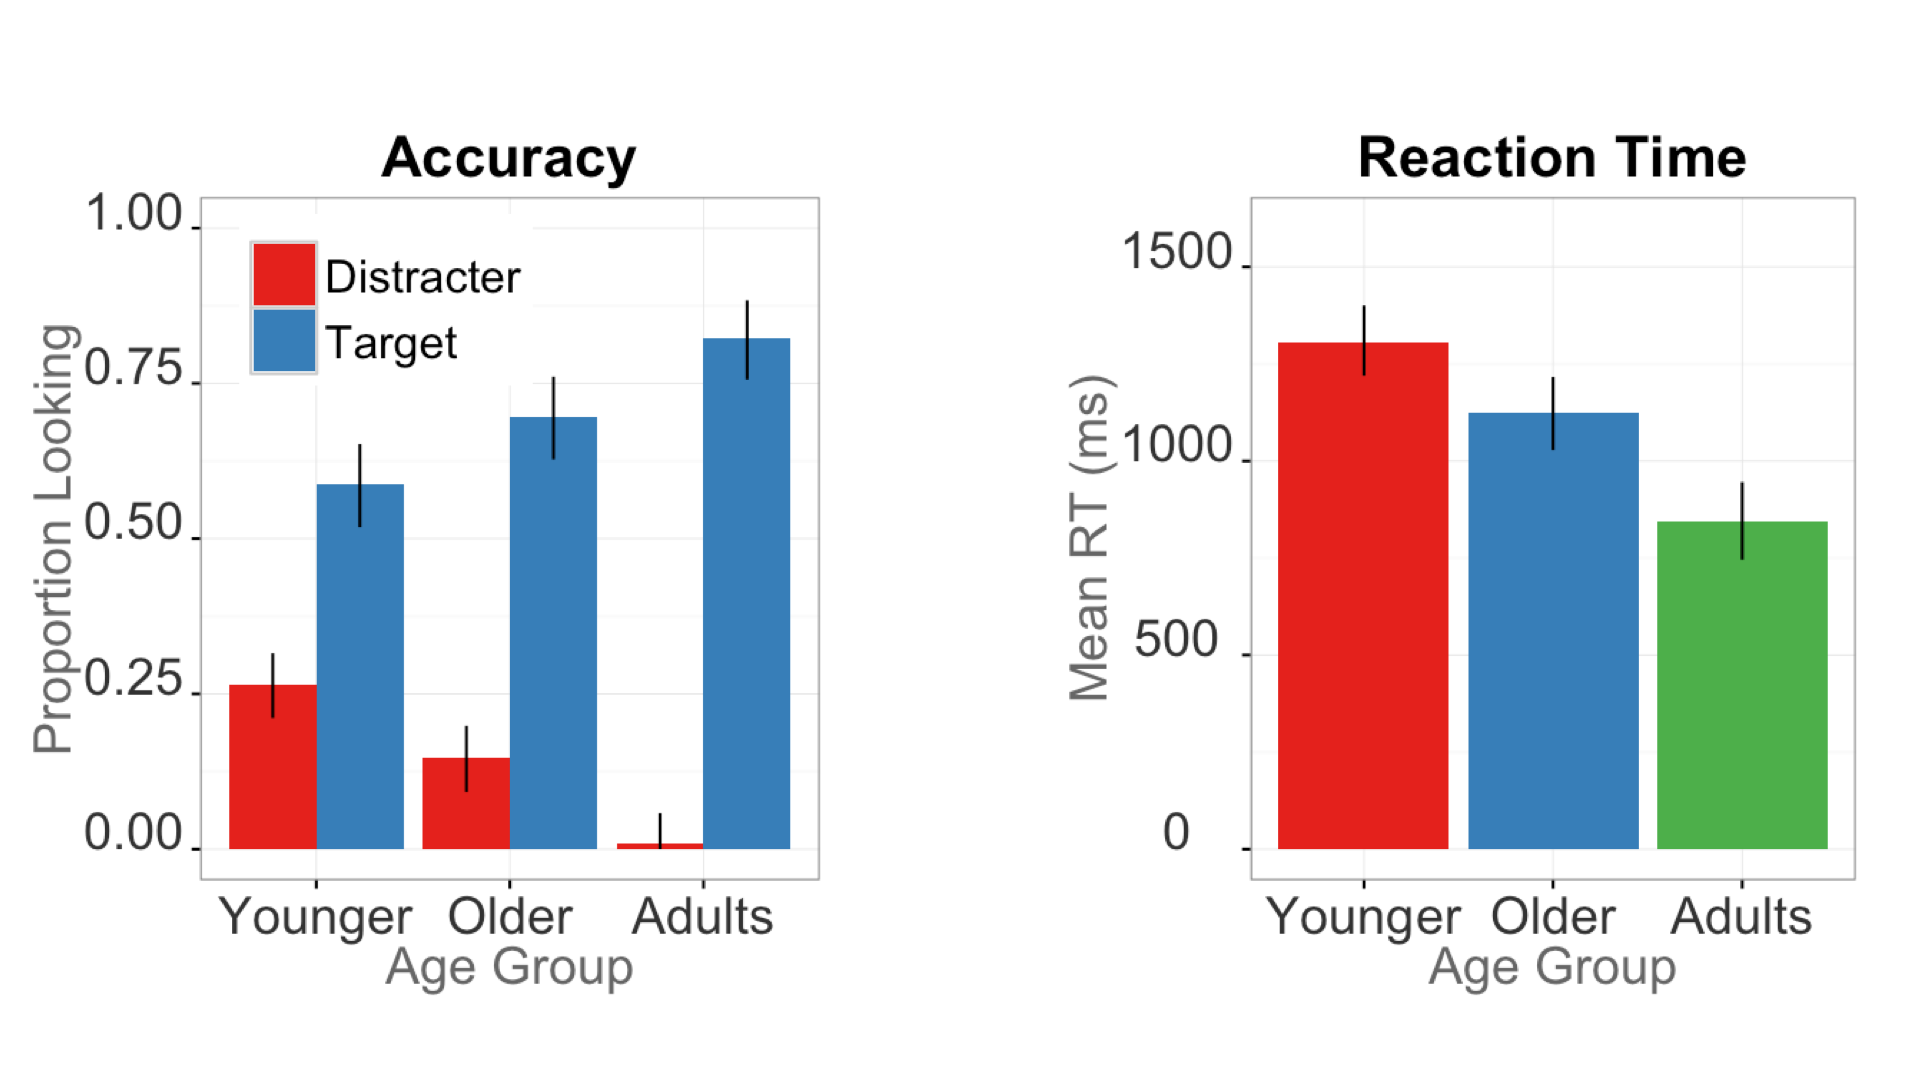 Accuracy
Proportion Looking
1.00
0.75
0.50
0.25
0.00
Distracter
Target
Younger Older Adults
Age Group
Reaction Time
Mean RT (ms)
1500
1000
500
0
Younger Older Adults
Age Group